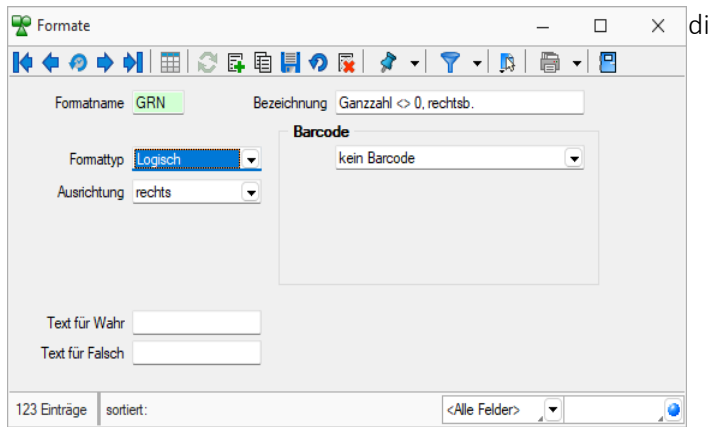 Formate
di
Formatname GRN Bezeichnung Ganzzahl <> 0, rechtsb.
Barcode
Formattyp Logisch kein Barcode
Ausrichtung rechts
Text für Wahr
Text für Falsch
123 Einträge sortiert: <Alle Felder>